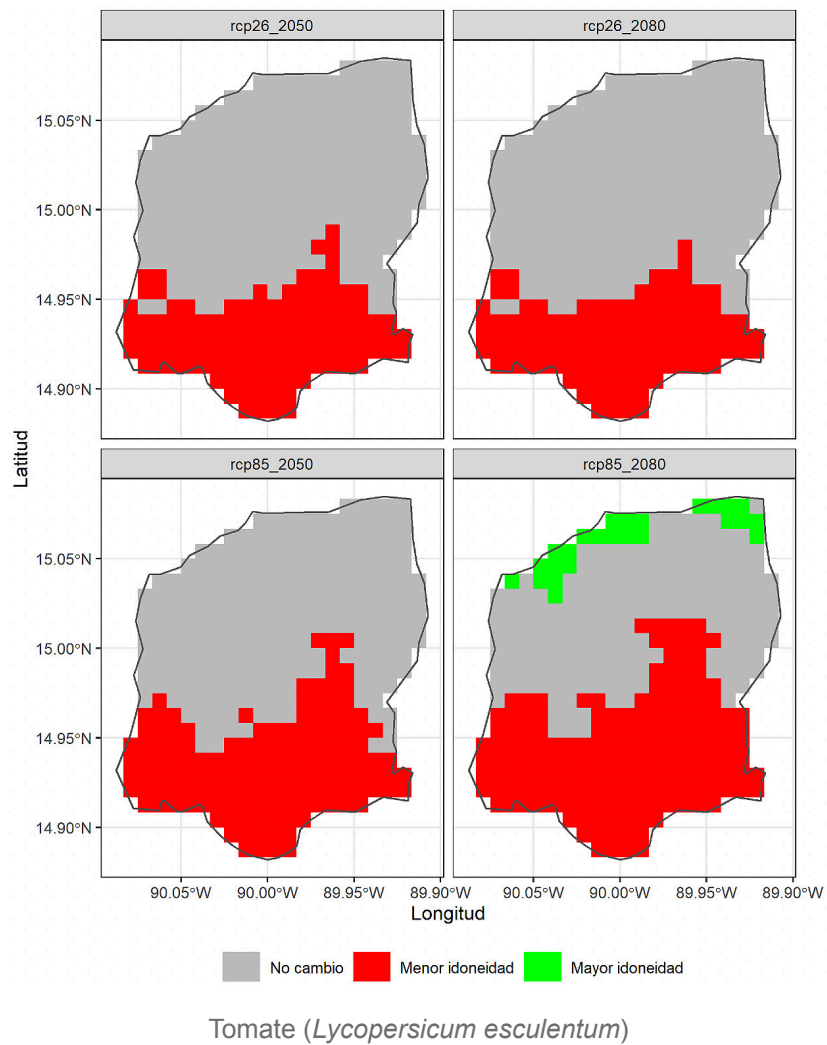 rcp26_2050
rcp26_2080
15.05°N
15.00°N
14.95°N
14.90°N
rcp85_2050
rcp85_2080
15.05°N
15.00°N
14.95°N
14.90°N
Latitud
90.05°W 90.00°W 89.95°W 89.90°W 90.05°W 90.00°W 89.95°W 89.90°W
Longitud
No cambio Menor idoneidad Mayor idoneidad
Tomate (Lycopersicum esculentum)